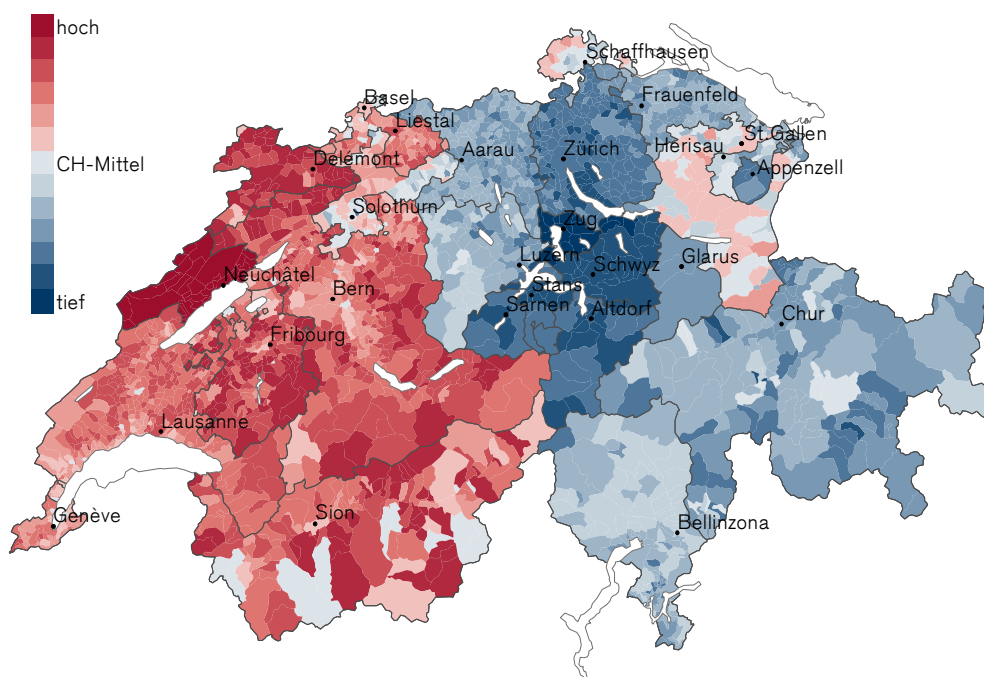 hoch
CH-Mittel
tief
Schaffhausen
Basel
Frauenfeld
Liestal
St.Gallen
Herisau
Delémont
Aarau
Zürich
Appenzell
Solothurn
Zug
Luzern
Glarus
Schwyz
Neuchâtel
Stans
Bern
Sarnen
Altdorf
Chur
Fribourg
Lausanne
Sion
Genève
Bellinzona